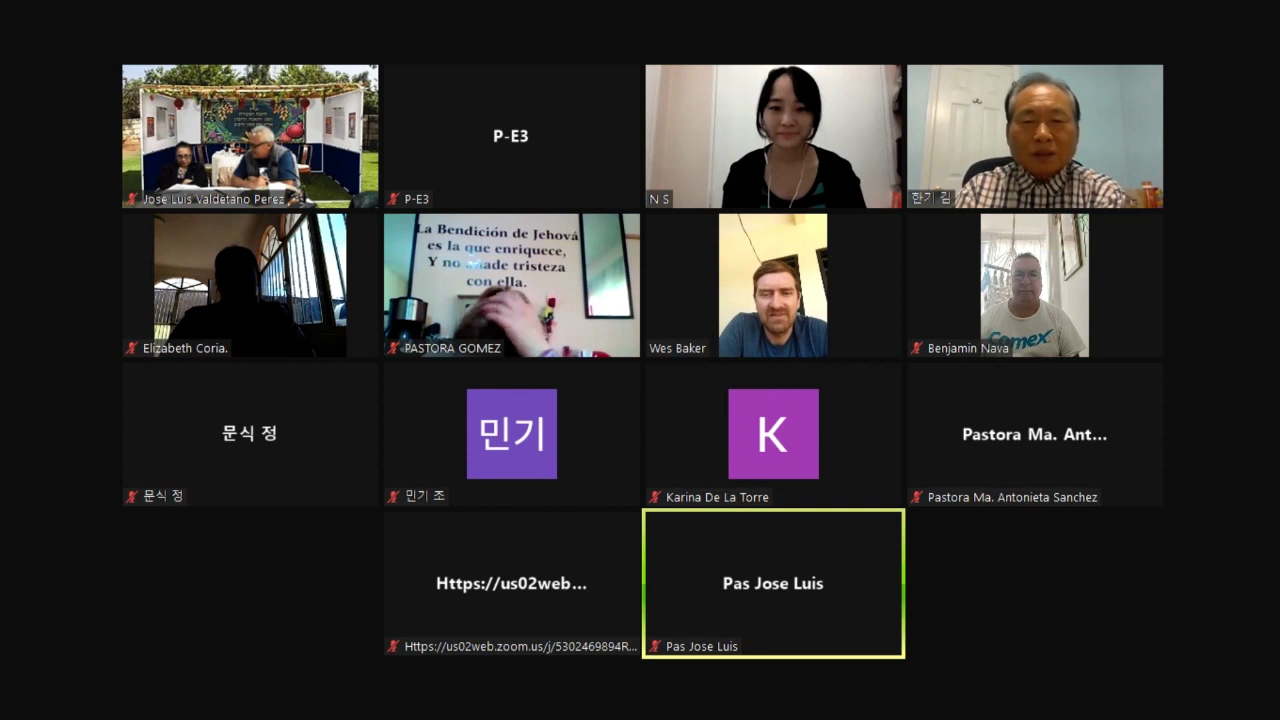 Jose Luis Valdetano Perez
P-E3
P-E3
N S
한기 김
Elizabeth Coria.
La Bendición de Jehová
es la que enriquece,
Y no añade tristeza
con ella.
PASTORA GOMEZ
Wes Baker
Comex
Benjamin Nava
문식 정
문식 정
민기
민기 조
K
Karina De La Torre
Pastora Ma. Ant...
Pastora Ma. Antonieta Sanchez
Https://us02web...
Https://us02web.zoom.us/j/5302469894R...
Pas Jose Luis
Pas Jose Luis